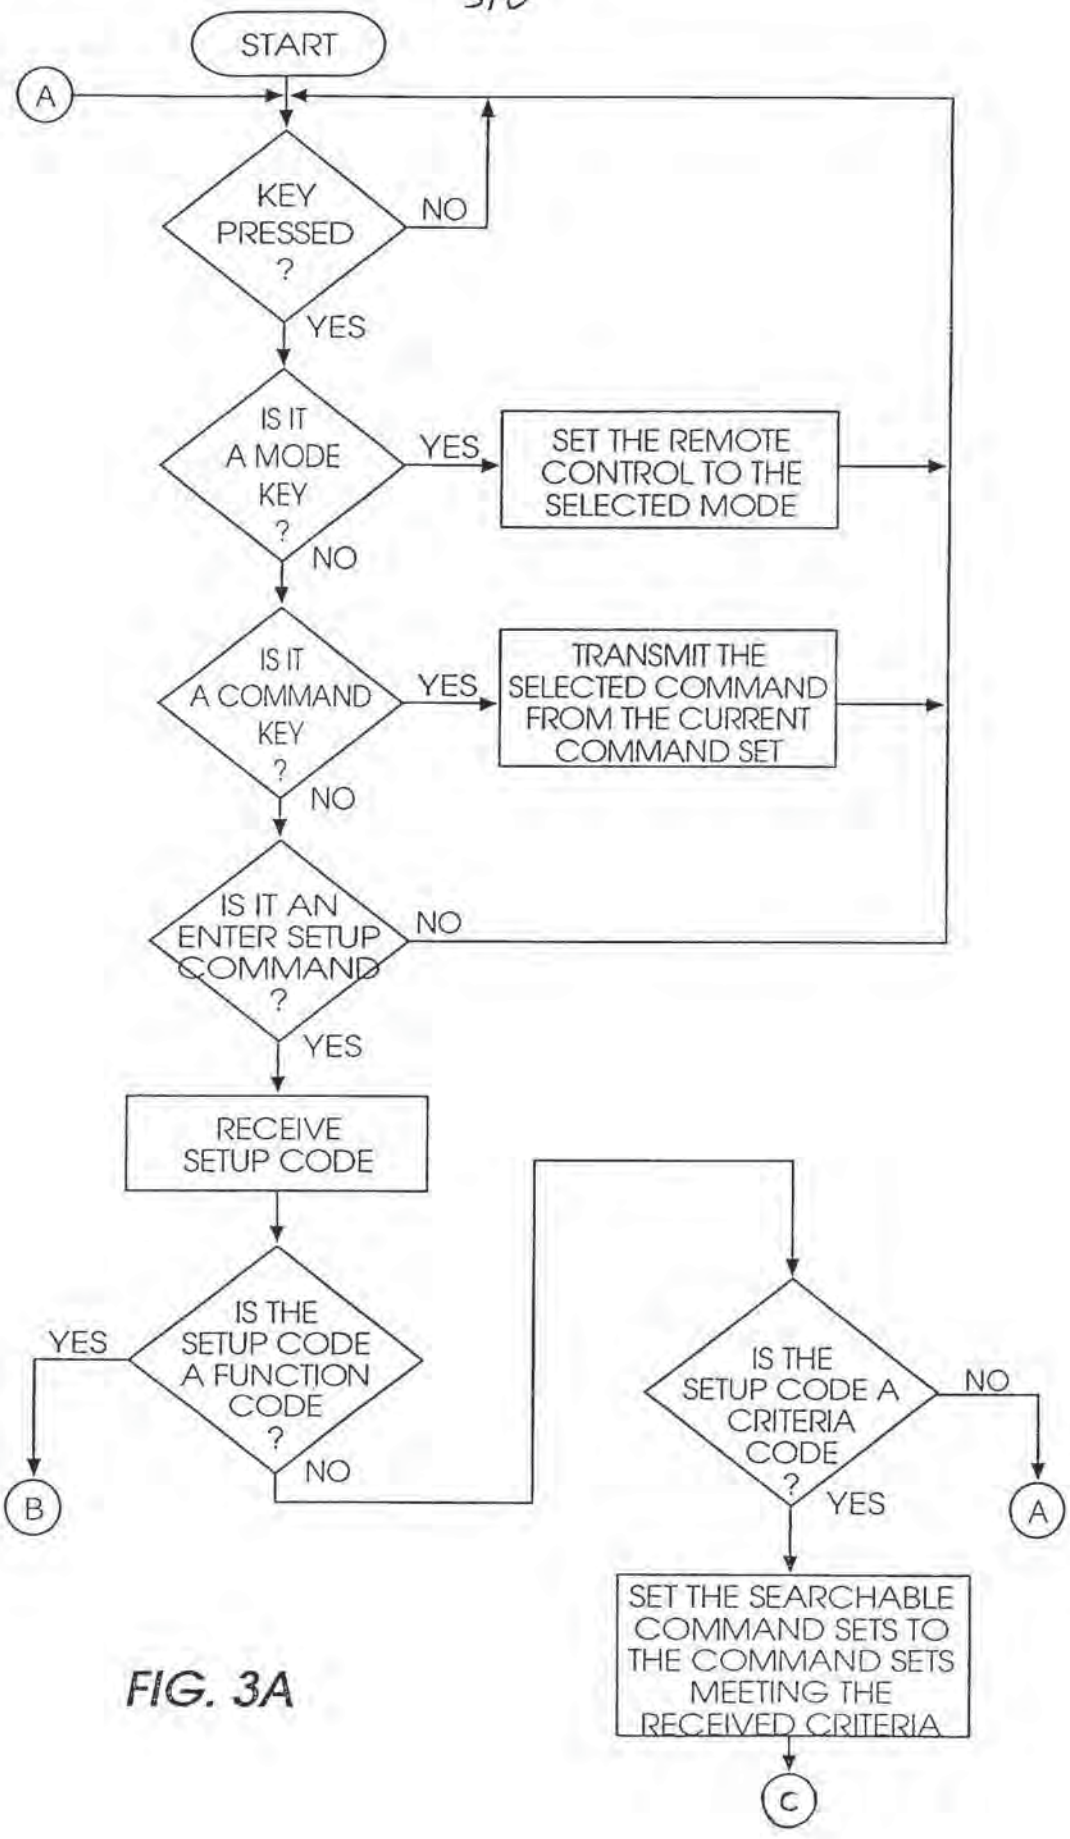 START
A
KEY
PRESSED
?
NO
YES
IS IT
A MODE
KEY
?
YES
SET THE REMOTE
CONTROL TO THE
SELECTED MODE
NO
IS IT
A COMMAND
KEY
?
YES
TRANSMIT THE
SELECTED COMMAND
FROM THE CURRENT
COMMAND SET
NO
IS IT AN
ENTER SETUP
COMMAND
?
NO
YES
RECEIVE
SETUP CODE
IS THE
SETUP CODE
A FUNCTION
CODE
?
YES
B
NO
IS THE
SETUP CODE A
CRITERIA
CODE
?
NO
A
YES
SET THE SEARCHABLE
COMMAND SETS TO
THE COMMAND SETS
MEETING THE
RECEIVED CRITERIA
C
FIG. 3A